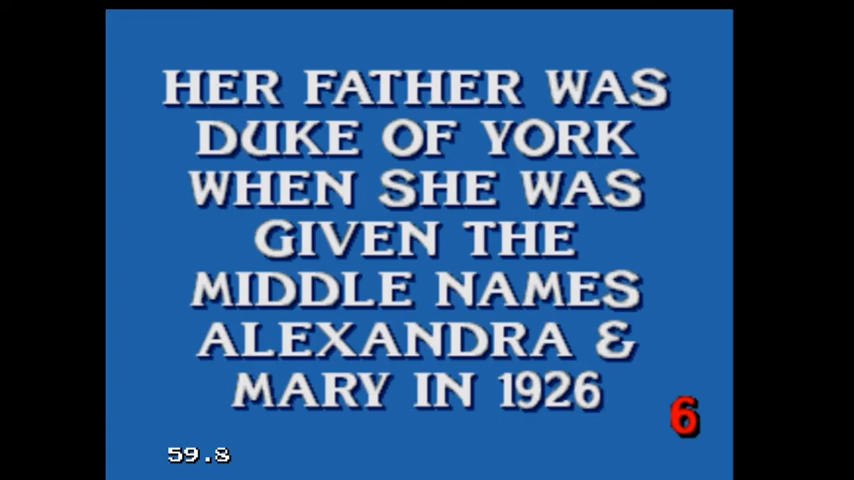 HER FATHER WAS
DUKE OF YORK
WHEN SHE WAS
GIVEN THE
MIDDLE NAMES
ALEXANDRA &
MARY IN 1926
6
59.8